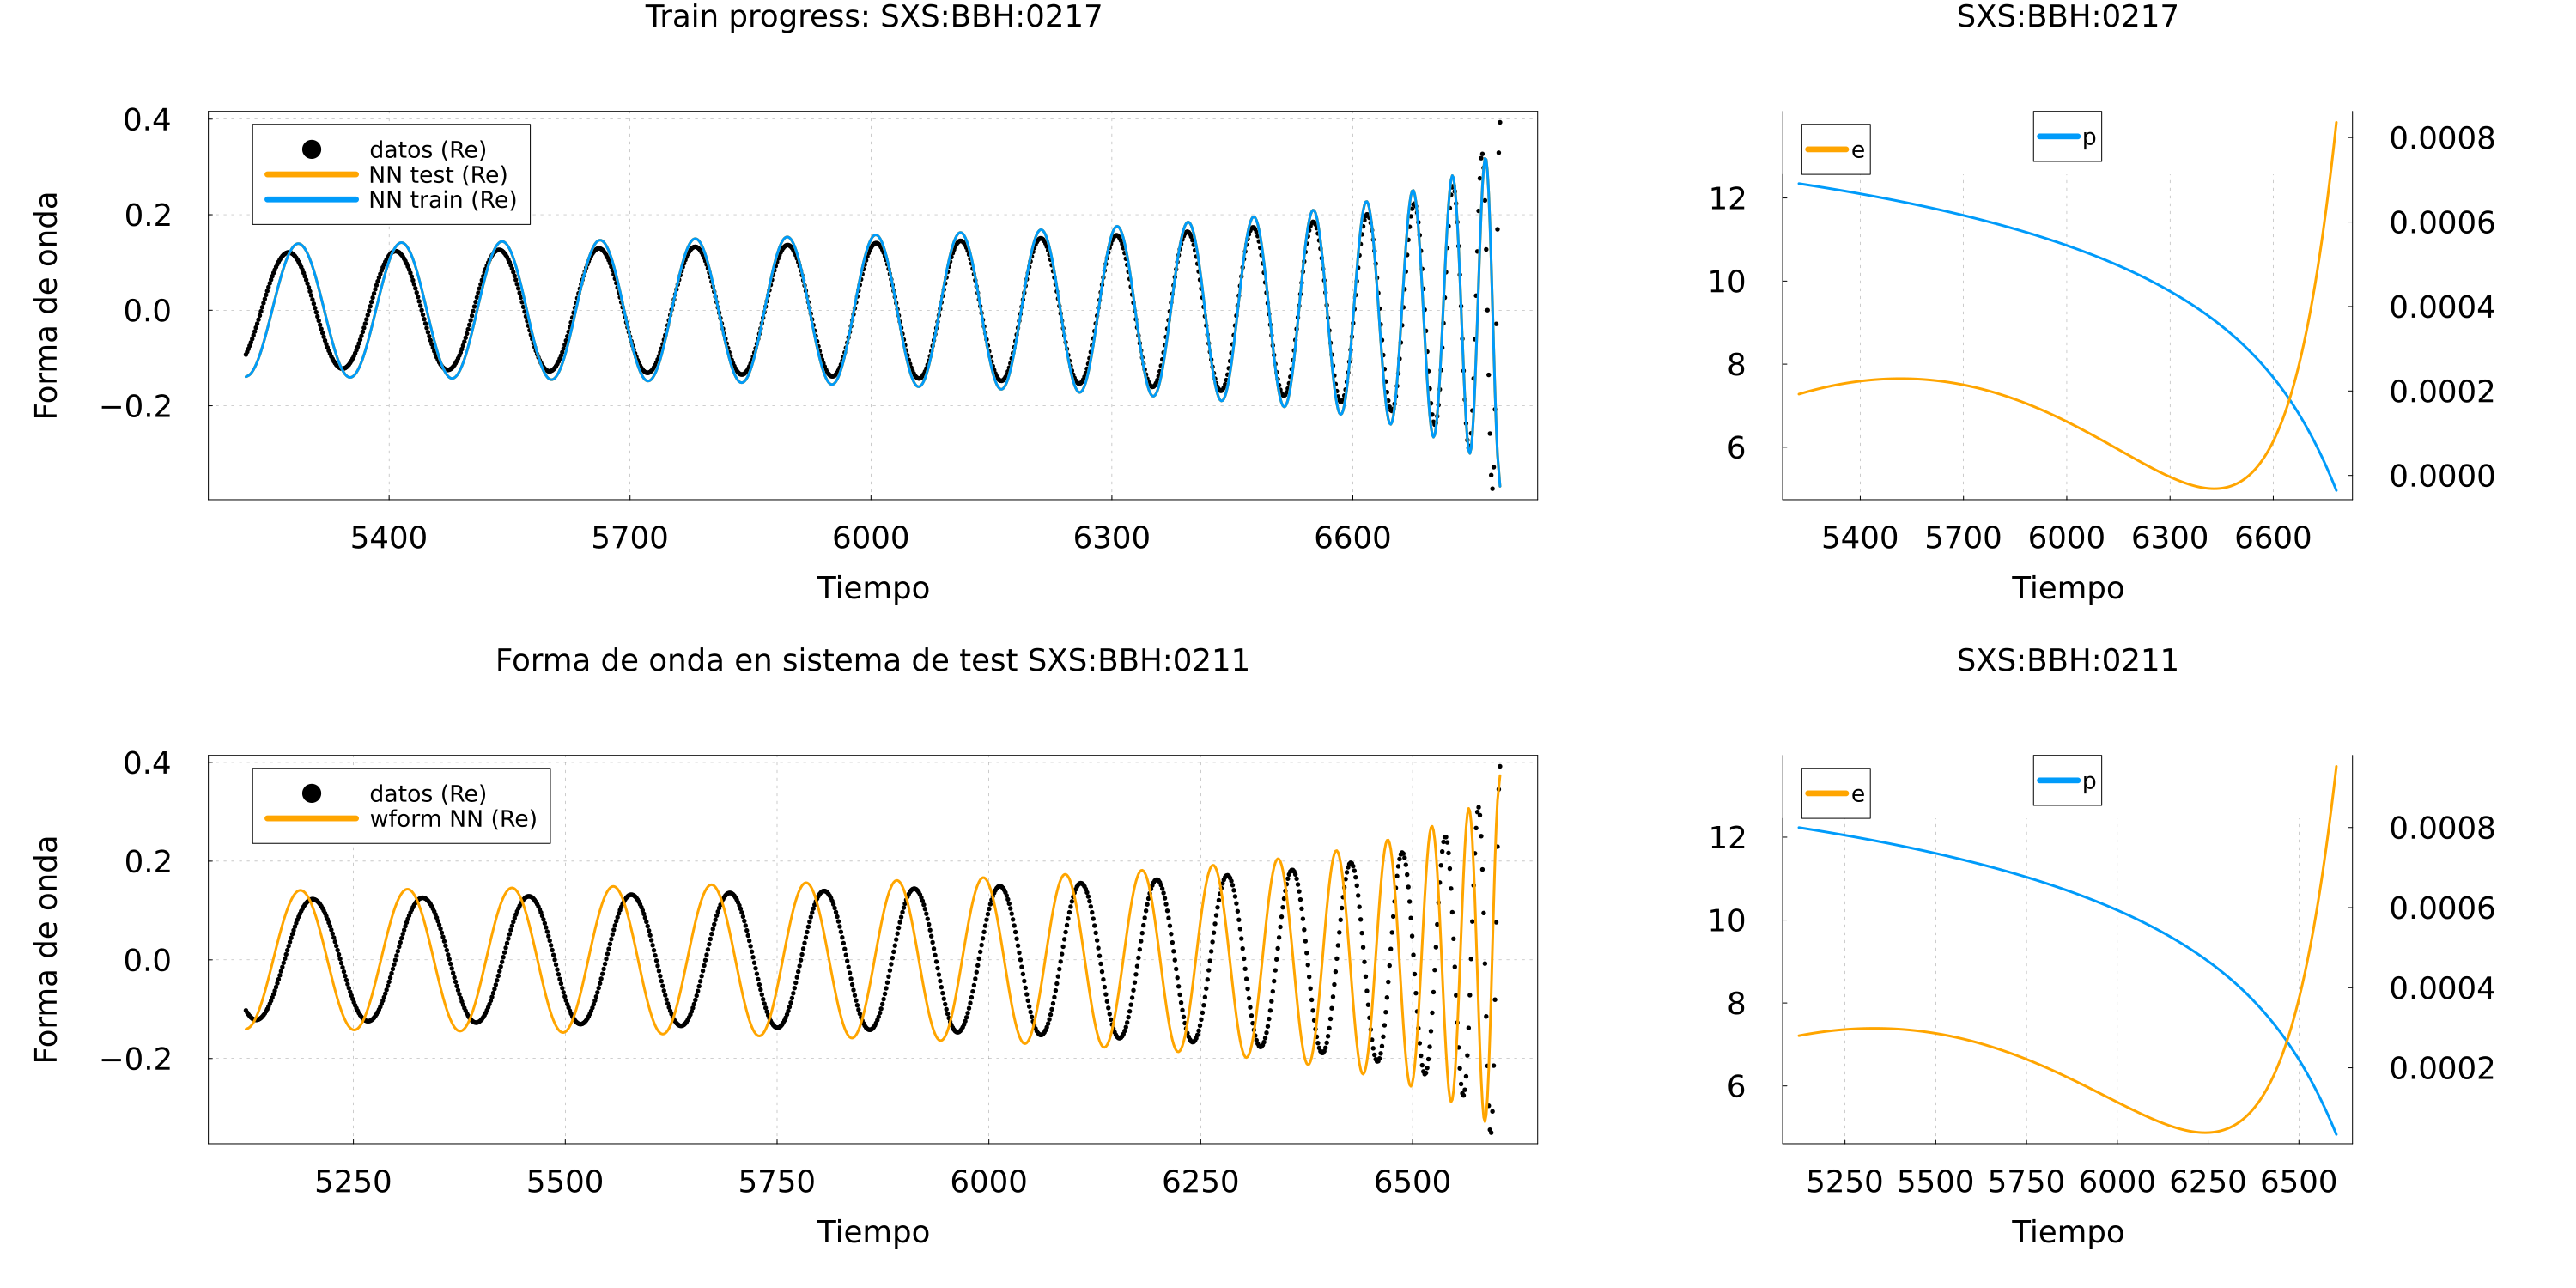 Train progress: SXS:BBH:0217
0.4
0.2
0.0
−0.2
Forma de onda
datos (Re)
NN test (Re)
NN train (Re)
5400 5700 6000 6300 6600
Tiempo
SXS:BBH:0217
e
p
12
10
8
6
0.0008
0.0006
0.0004
0.0002
0.0000
5400 5700 6000 6300 6600
Tiempo
Forma de onda en sistema de test SXS:BBH:0211
0.4
0.2
0.0
−0.2
Forma de onda
datos (Re)
wform NN (Re)
5250 5500 5750 6000 6250 6500
Tiempo
SXS:BBH:0211
e
p
12
10
8
6
0.0008
0.0006
0.0004
0.0002
5250 5500 5750 6000 6250 6500
Tiempo